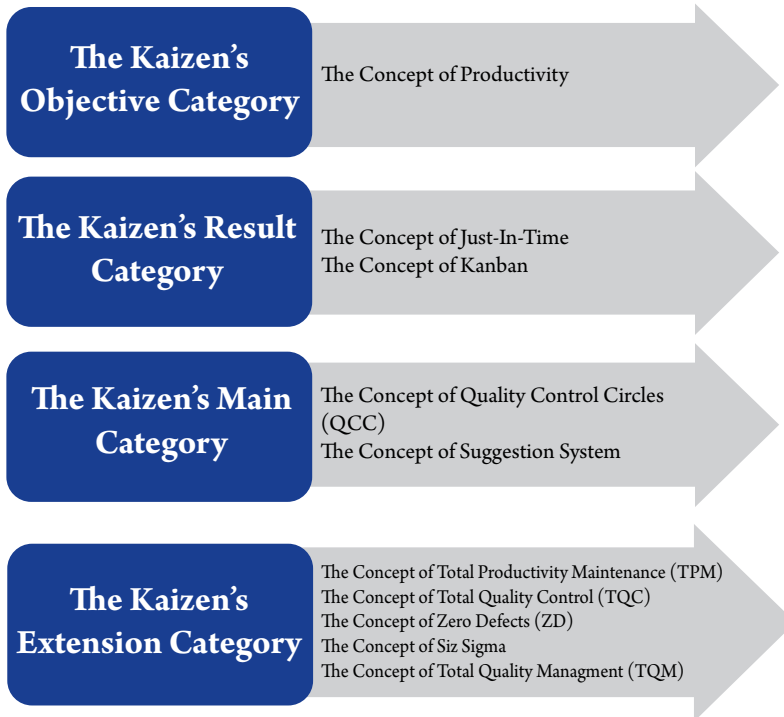 The Kaizen's
Objective Category
The Concept of Productivity
The Kaizen's Result
Category
The Concept of Just-In-Time
The Concept of Kanban
The Kaizen's Main
Category
The Concept of Quality Control Circles
(QCC)
The Concept of Suggestion System
The Kaizen's
Extension Category
The Concept of Total Productivity Maintenance (TPM)
The Concept of Total Quality Control (TQC)
The Concept of Zero Defects (ZD)
The Concept of Siz Sigma
The Concept of Total Quality Managment (TQM)